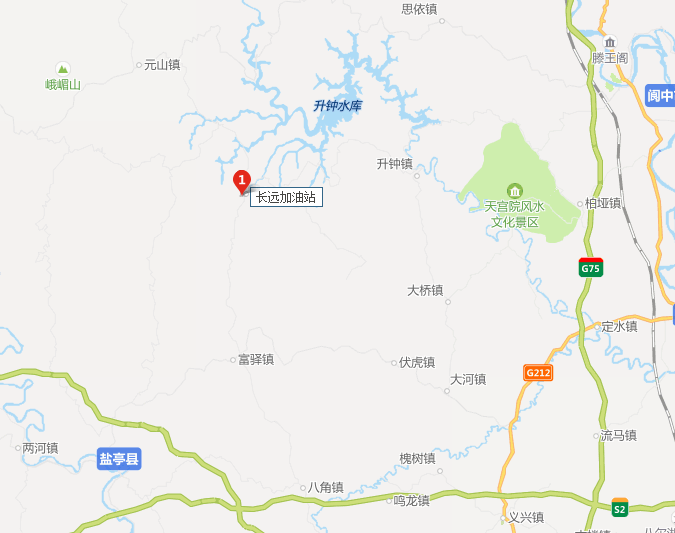 思依镇
滕王阁
元山镇
峨嵋山
阆中
升钟水库
升钟镇
1
长远加油站
天宫院风水
文化景区
柏垭镇
G75
大桥镇
定水镇
富驿镇
伏虎镇
G212
大河镇
两河镇
盐亭县
流马镇
槐树镇
八角镇
鸣龙镇
S2
义兴镇